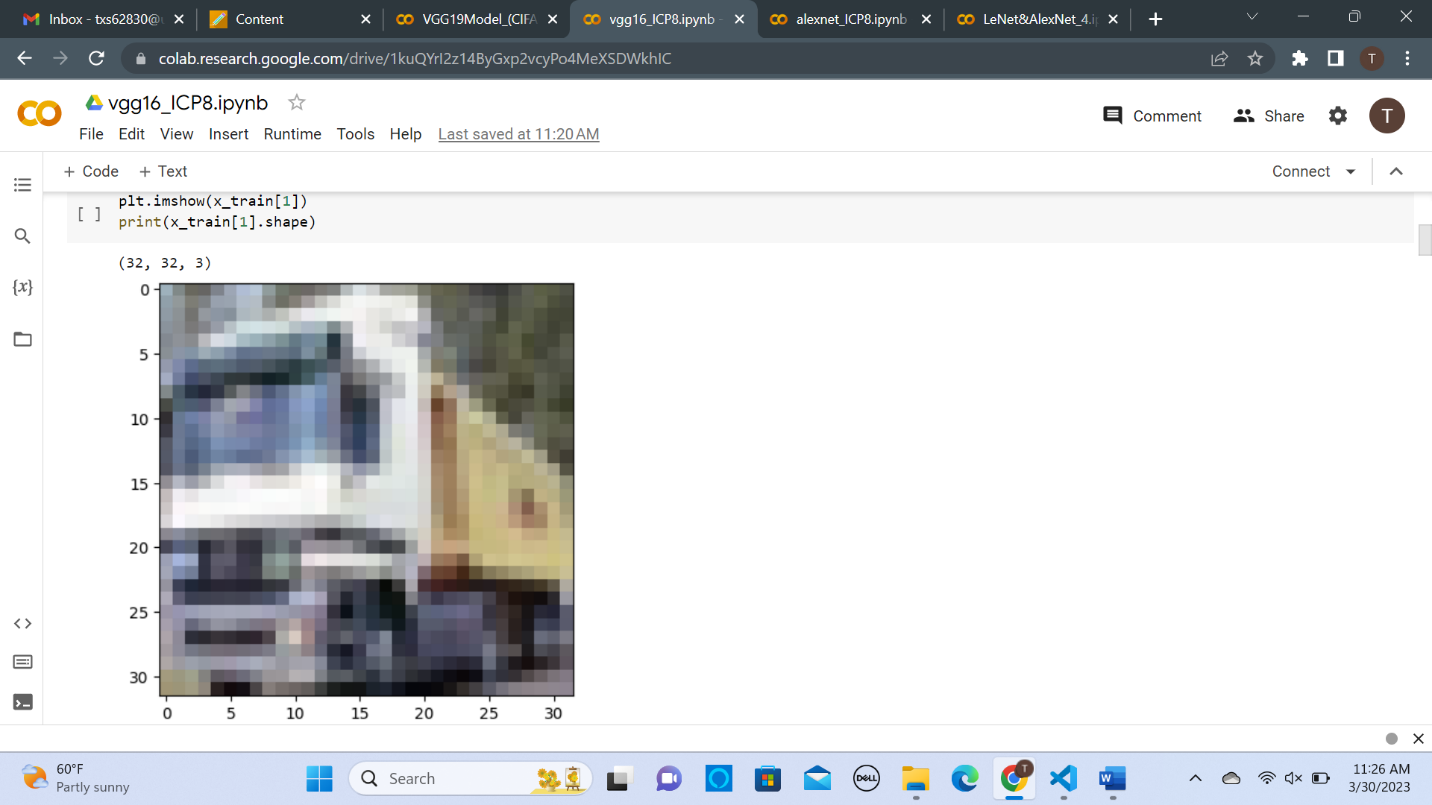 Inbox - txs62830@
Content
VGG19Model_(CIFA
vgg16_ICP8.ipynb -
alexnet_ICP8.ipynb
LeNet&AlexNet_4.i
colab.research.google.com/drive/1kuQYrI2z14ByGxp2vcyPo4MeXSDWkhIC
T
vgg16_ICP8.ipynb
File Edit View Insert Runtime Tools Help Last saved at 11:20 AM
Comment
Share
T
+ Code + Text
Connect
plt.imshow(x_train[1])
[ ]
print(x_train[1].shape)
{x}
(32, 32, 3)
0
5
10
15
20
25
30
0 5 10 15 20 25 30
60°F
Partly sunny
Search
DELL
T
11:26 AM
3/30/2023